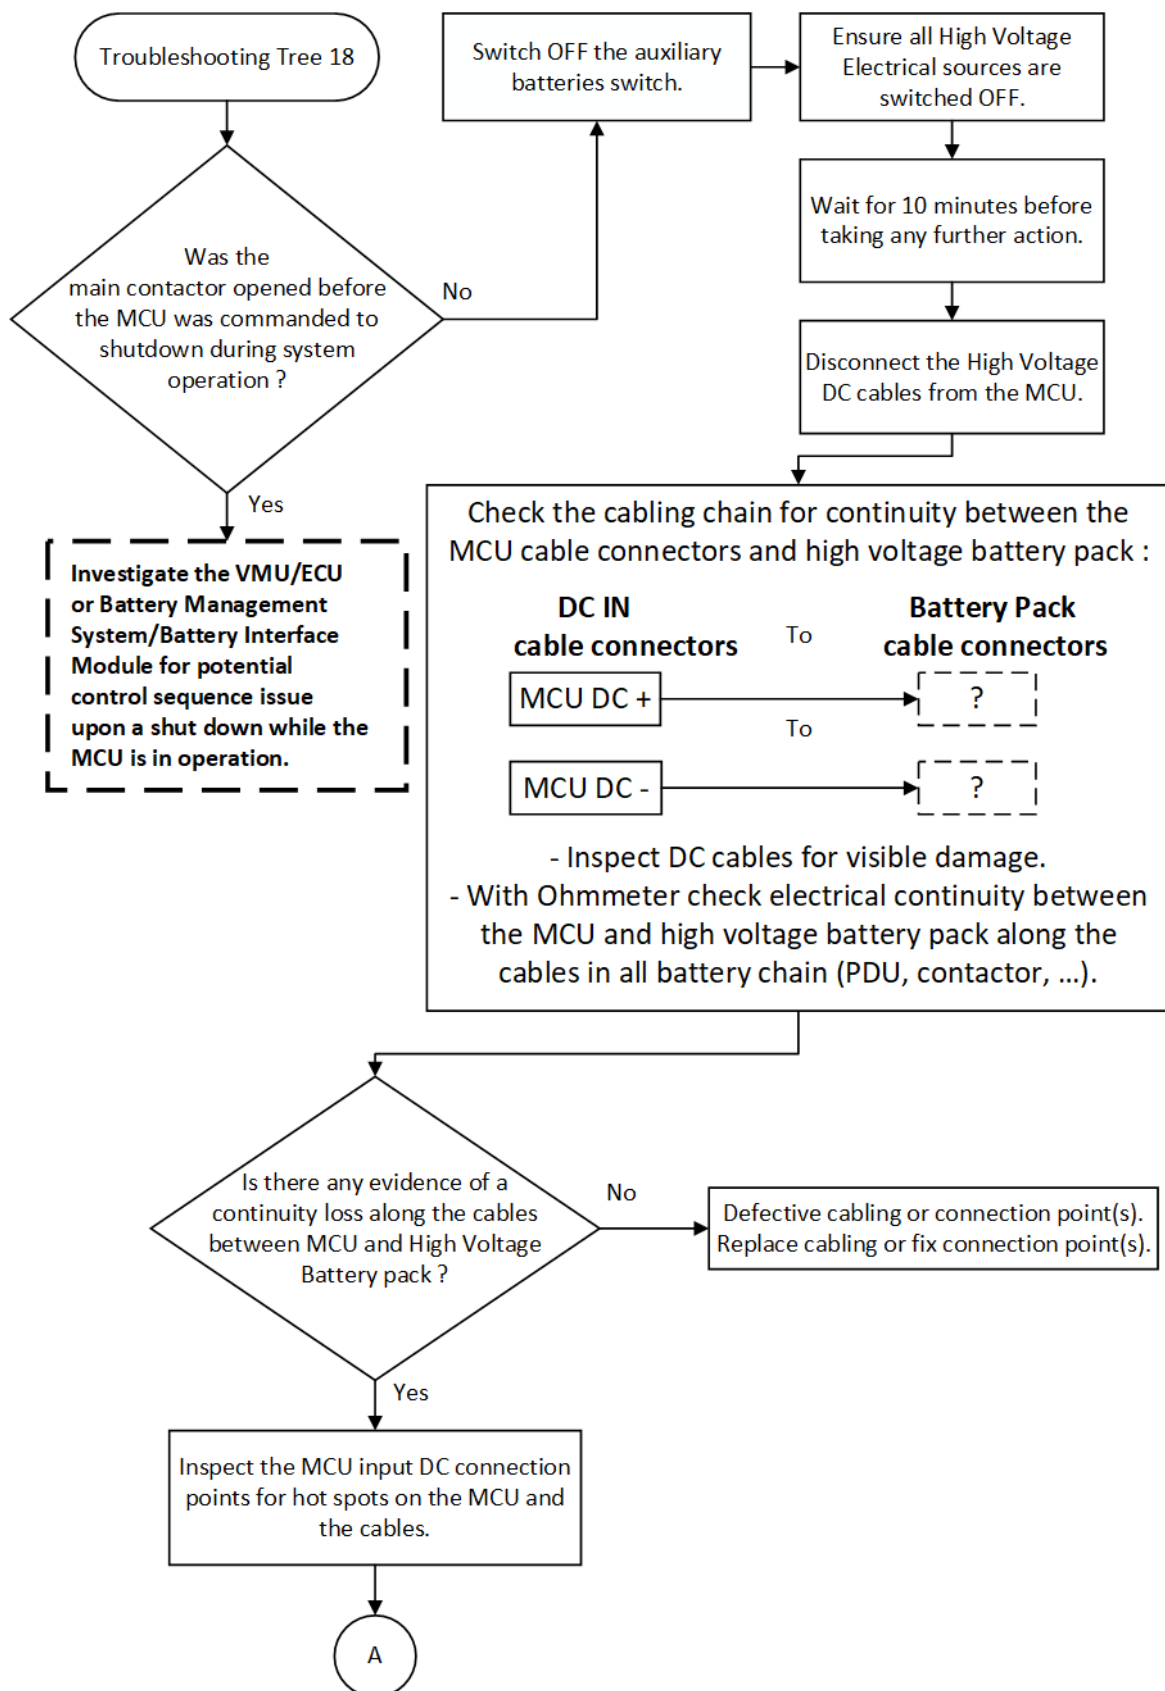 Troubleshooting Tree 18
Was the
main contactor opened before
the MCU was commanded to
shutdown during system
operation ?
No
Yes
Investigate the VMU/ECU
or Battery Management
System/Battery Interface
Module for potential
control sequence issue
upon a shut down while the
MCU is in operation.
Switch OFF the auxiliary
batteries switch.
Ensure all High Voltage
Electrical sources are
switched OFF.
Wait for 10 minutes before
taking any further action.
Disconnect the High Voltage
DC cables from the MCU.
Check the cabling chain for continuity between the
MCU cable connectors and high voltage battery pack :
DC IN
cable connectors
To
Battery Pack
cable connectors
MCU DC +
?
To
MCU DC -
?
- Inspect DC cables for visible damage.
- With Ohmmeter check electrical continuity between
the MCU and high voltage battery pack along the
cables in all battery chain (PDU, contactor, ...).
Is there any evidence of a
continuity loss along the cables
between MCU and High Voltage
Battery pack ?
No
Defective cabling or connection point(s).
Replace cabling or fix connection point(s).
Yes
Inspect the MCU input DC connection
points for hot spots on the MCU and
the cables.
A